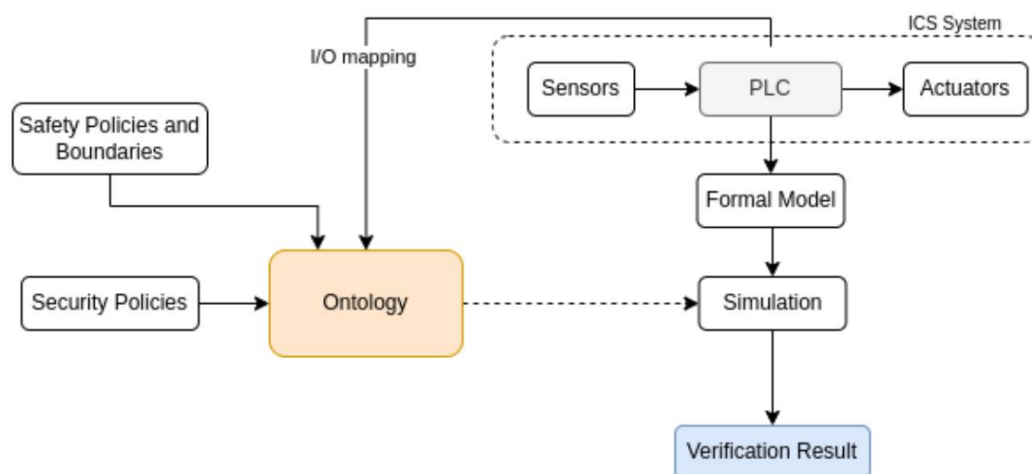 ICS System
I/O mapping
Sensors
PLC
Actuators
Safety Policies and
Boundaries
Formal Model
Security Policies
Ontology
Simulation
Verification Result